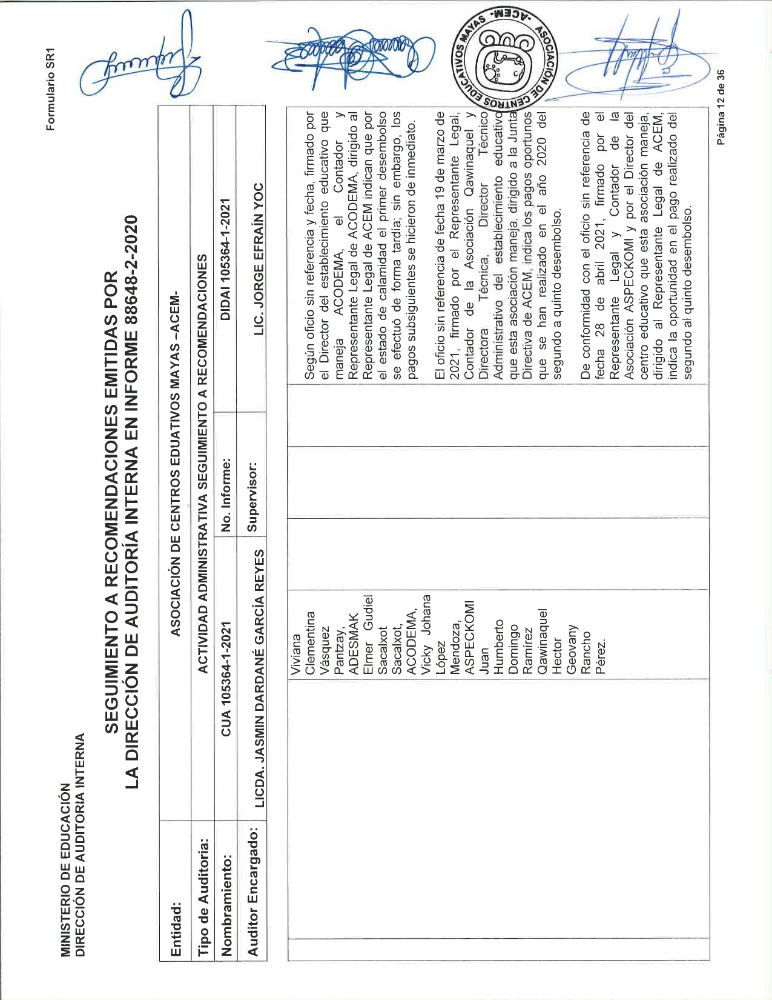 Formulario SR1
MINISTERIO DE EDUCACIÓN
DIRECCIÓN DE AUDITORIA INTERNA
SEGUIMIENTO A RECOMENDACIONES EMITIDAS POR
LA DIRECCIÓN DE AUDITORÍA INTERNA EN INFORME 88648-2-2020
Entidad: ASOCIACIÓN DE CENTROS EDUATIVOS MAYAS –ACEM-
Tipo de Auditoria: ACTIVIDAD ADMINISTRATIVA SEGUIMIENTO A RECOMENDACIONES
Nombramiento: CUA 105364-1-2021 No. Informe: DIDAI 105364-1-2021
Auditor Encargado: LICDA. JASMIN DARDANÉ GARCÍA REYES Supervisor: LIC. JORGE EFRAÍN YOC
Viviana
Clementina
Vásquez
Pantzay,
ADESMAK
Elmer Gudiel
Sacalxot
Sacalxot,
ACODEMA,
Vicky Johana
López
Mendoza,
ASPECKOMI
Juan
Humberto
Domingo
Ramírez
Qawinaquel
Hector
Geovany
Rancho
Pérez.
Según oficio sin referencia y fecha, firmado por
el Director del establecimiento educativo que
maneja ACODEMA, el Contador y
Representante Legal de ACODEMA, dirigido al
Representante Legal de ACEM indican que por
el estado de calamidad el primer desembolso
se efectuó de forma tardía; sin embargo, los
pagos subsiguientes se hicieron de inmediato.
El oficio sin referencia de fecha 19 de marzo de
2021, firmado por el Representante Legal,
Contador de la Asociación Qawinaquel y
Directora Técnica, Director Técnico
Administrativo del establecimiento educativo
que esta asociación maneja, dirigido a la Junta
Directiva de ACEM, indica los pagos oportunos
que se han realizado en el año 2020 del
segundo a quinto desembolso.
De conformidad con el oficio sin referencia de
fecha 28 de abril 2021, firmado por el
Representante Legal y Contador de la
Asociación ASPECKOMI y por el Director del
centro educativo que esta asociación maneja,
dirigido al Representante Legal de ACEM,
indica la oportunidad en el pago realizado del
segundo al quinto desembolso.
ASOCIACIÓN DE CENTROS EDUCATIVOS MAYAS -ACEM-
Página 12 de 36